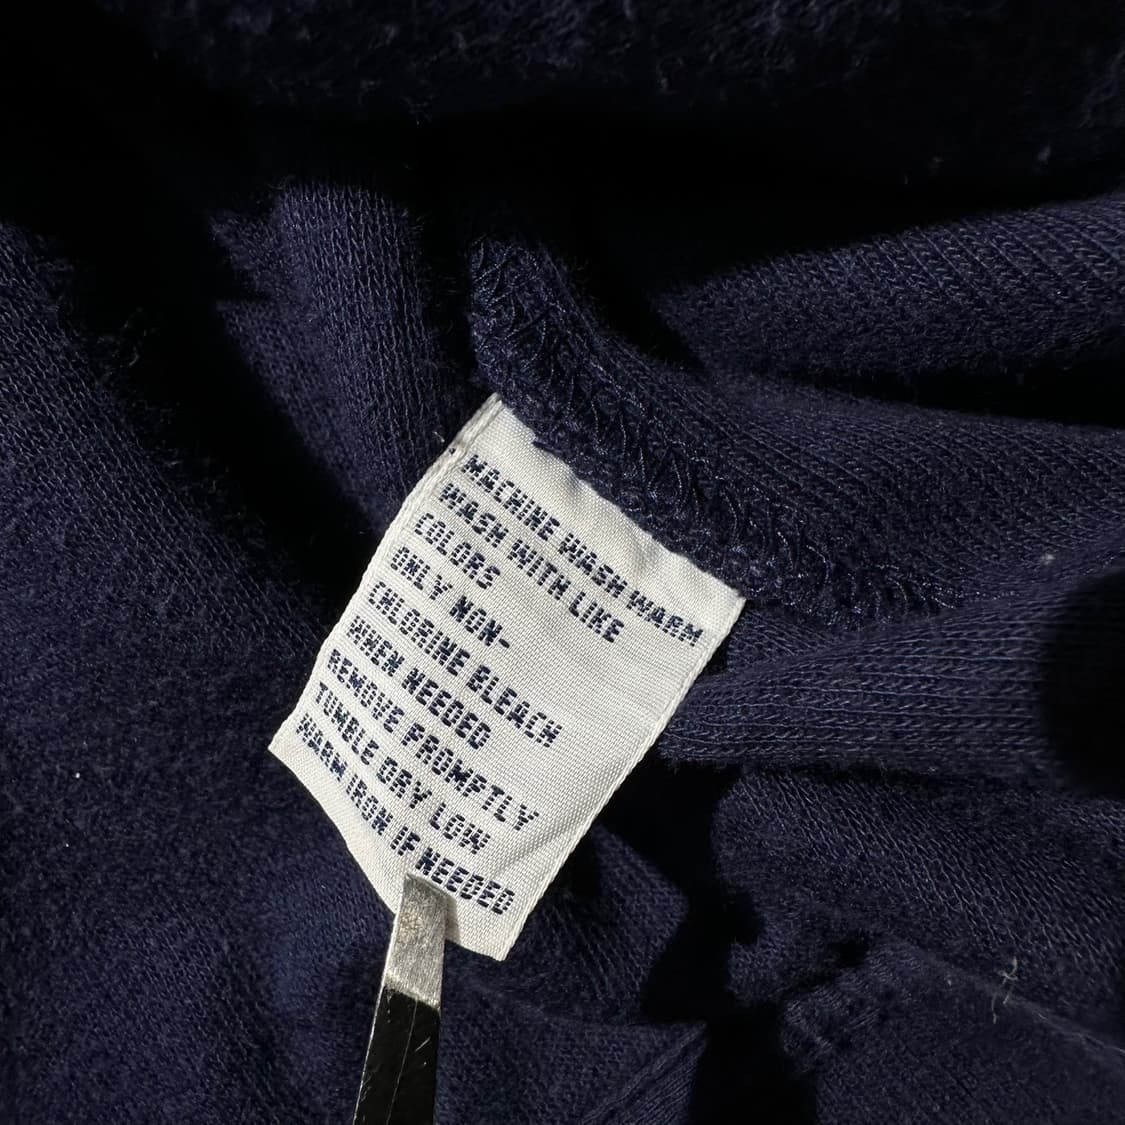 MACHINE WASH WARM
WASH WITH LIKE
COLORS
ONLY NON-
CHLORINE BLEACH
WHEN NEEDED
REMOVE PROMPTLY
TUMBLE DRY LOW
WARM IRON IF NEEDED